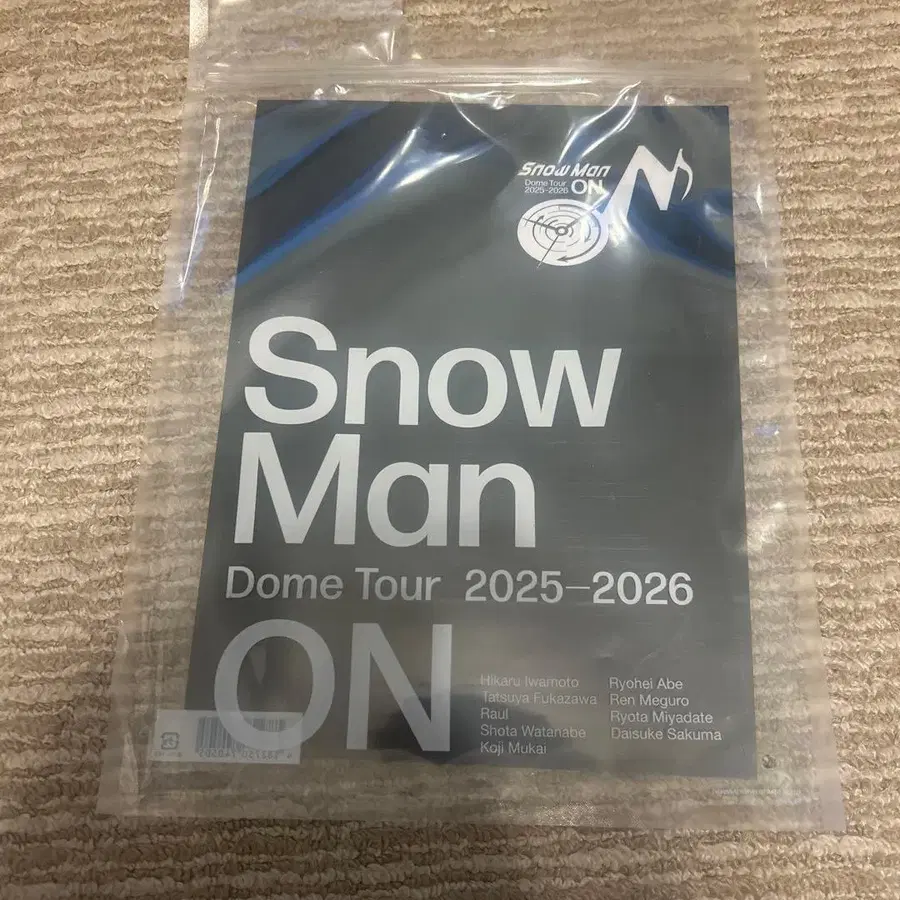 Snow Man
Dome Tour
2025-2026 ON
Snow
Man
Dome Tour 2025–2026
ON
Hikaru Iwamoto
Tatsuya Fukazawa
Raul
Shota Watanabe
Koji Mukai
Ryohei Abe
Ren Meguro
Ryota Miyadate
Daisuke Sakuma